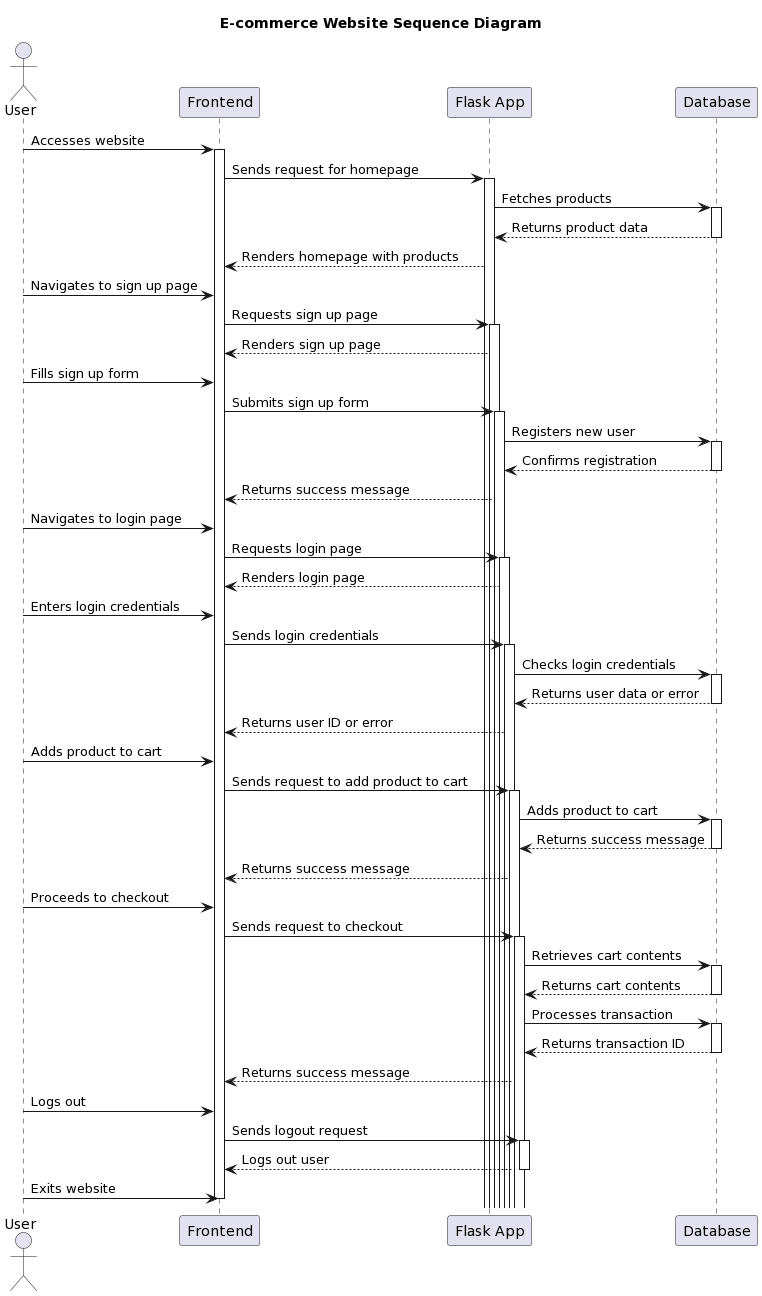 E-commerce Website Sequence Diagram
User
Frontend
Flask App
Database
Accesses website
Sends request for homepage
Fetches products
Returns product data
Renders homepage with products
Navigates to sign up page
Requests sign up page
Renders sign up page
Fills sign up form
Submits sign up form
Registers new user
Confirms registration
Returns success message
Navigates to login page
Requests login page
Renders login page
Enters login credentials
Sends login credentials
Checks login credentials
Returns user data or error
Returns user ID or error
Adds product to cart
Sends request to add product to cart
Adds product to cart
Returns success message
Returns success message
Proceeds to checkout
Sends request to checkout
Retrieves cart contents
Returns cart contents
Processes transaction
Returns transaction ID
Returns success message
Logs out
Sends logout request
Logs out user
Exits website
User
Frontend
Flask App
Database